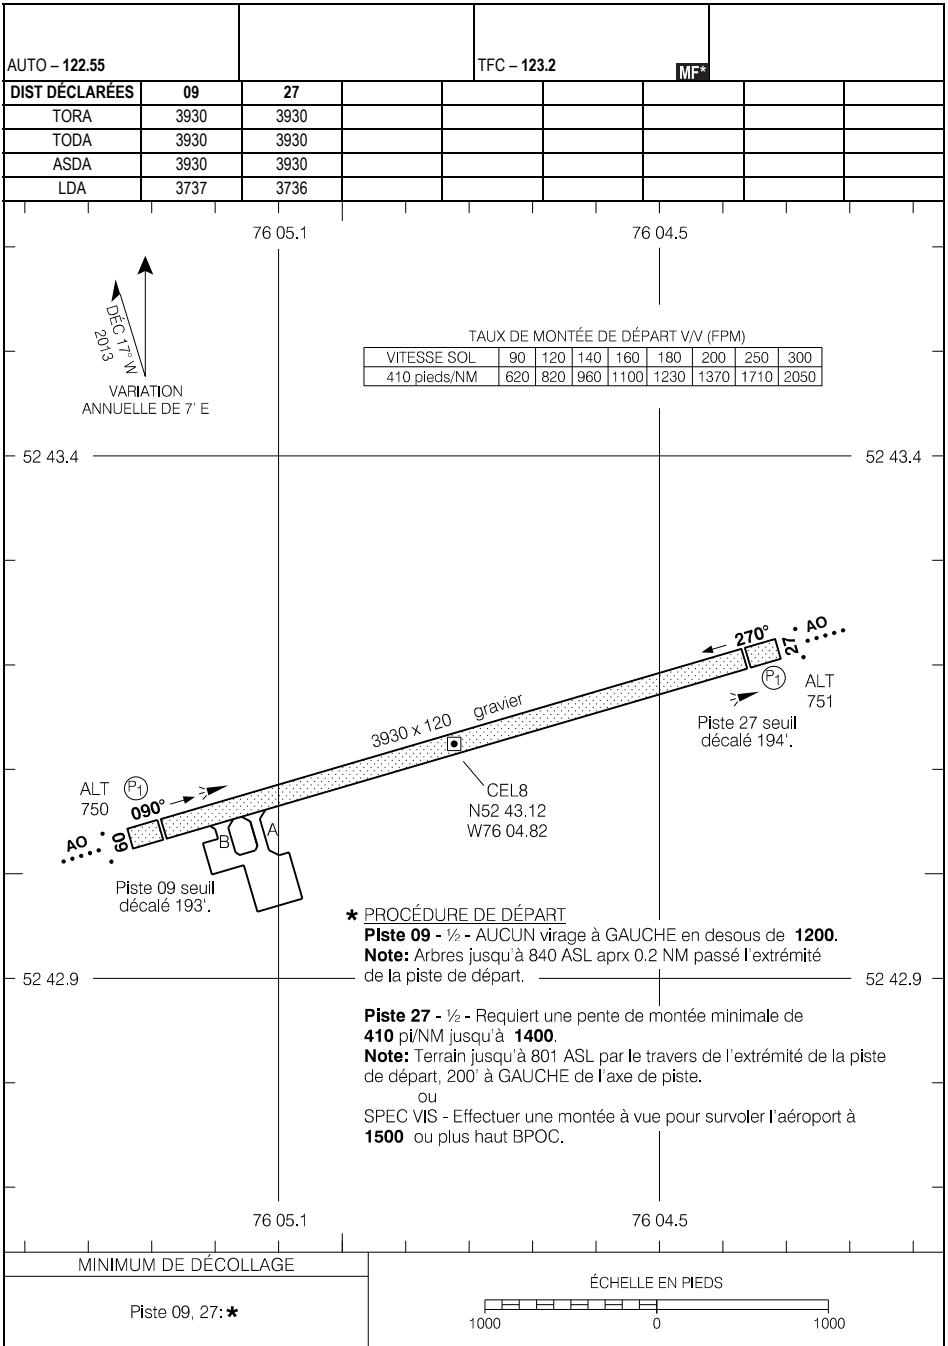 AUTO – 122.55
TFC – 123.2
MF*
DIST DÉCLARÉES 09 27
TORA 3930 3930
TODA 3930 3930
ASDA 3930 3930
LDA 3737 3736
76 05.1 76 04.5
DÉC 17° W
2013
VARIATION
ANNUELLE DE 7' E
TAUX DE MONTÉE DE DÉPART V/V (FPM)
VITESSE SOL 90 120 140 160 180 200 250 300
410 pieds/NM 620 820 960 1100 1230 1370 1710 2050
52 43.4 52 43.4
AO
27
270°
P1
ALT
751
Piste 27 seuil
décalé 194'.
3930 x 120 gravier
CEL8
N52 43.12
W76 04.82
ALT
750
P1
090°
09
AO
B
A
Piste 09 seuil
décalé 193'.
* PROCÉDURE DE DÉPART
Piste 09 - ½ - AUCUN virage à GAUCHE en desous de 1200.
Note: Arbres jusqu'à 840 ASL aprx 0.2 NM passé l'extrémité
de la piste de départ.
52 42.9 52 42.9
Piste 27 - ½ - Requiert une pente de montée minimale de
410 pi/NM jusqu'à 1400.
Note: Terrain jusqu'à 801 ASL par le travers de l'extrémité de la piste
de départ, 200' à GAUCHE de l'axe de piste.
ou
SPEC VIS - Effectuer une montée à vue pour survoler l'aéroport à
1500 ou plus haut BPOC.
76 05.1 76 04.5
MINIMUM DE DÉCOLLAGE
Piste 09, 27: *
ÉCHELLE EN PIEDS
1000 0 1000